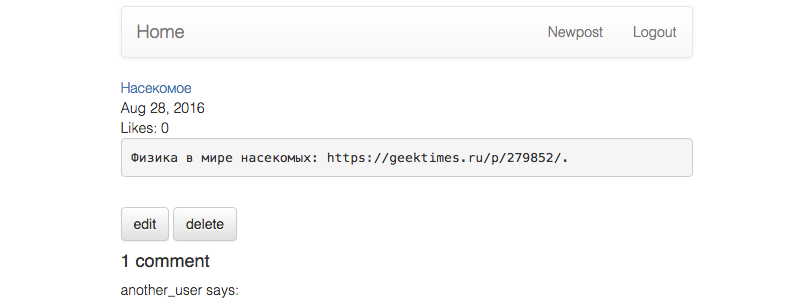 Home Newpost Logout
Насекомое
Aug 28, 2016
Likes: 0
Физика в мире насекомых: https://geektimes.ru/p/279852/.
edit delete
1 comment
another_user says: